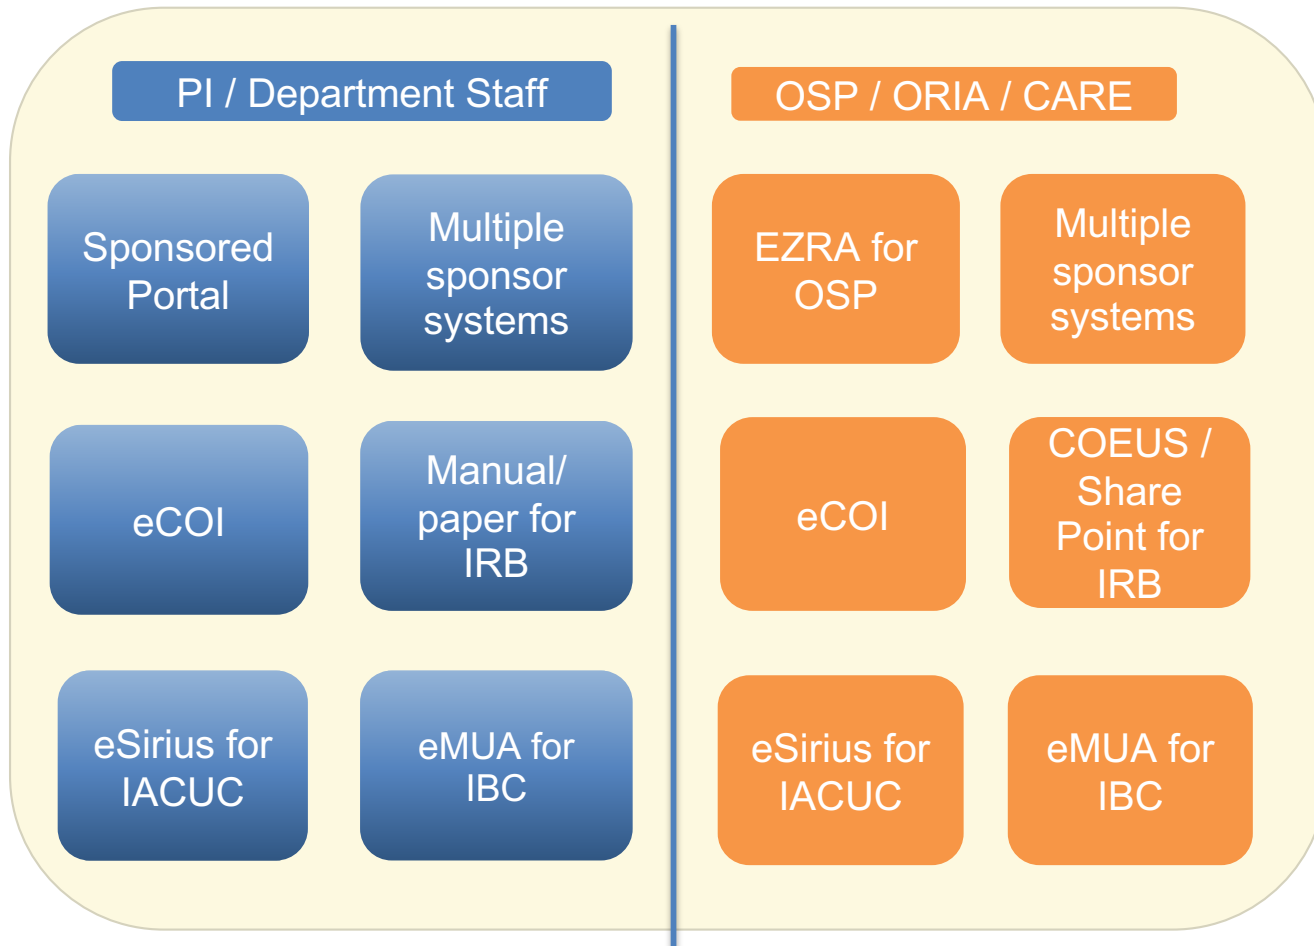 PI / Department Staff
Sponsored
Portal
Multiple
sponsor
systems
eCOI
Manual/
paper for
IRB
eSirius for
IACUC
eMUA for
IBC
OSP / ORIA / CARE
EZRA for
OSP
Multiple
sponsor
systems
eCOI
COEUS /
Share
Point for
IRB
eSirius for
IACUC
eMUA for
IBC